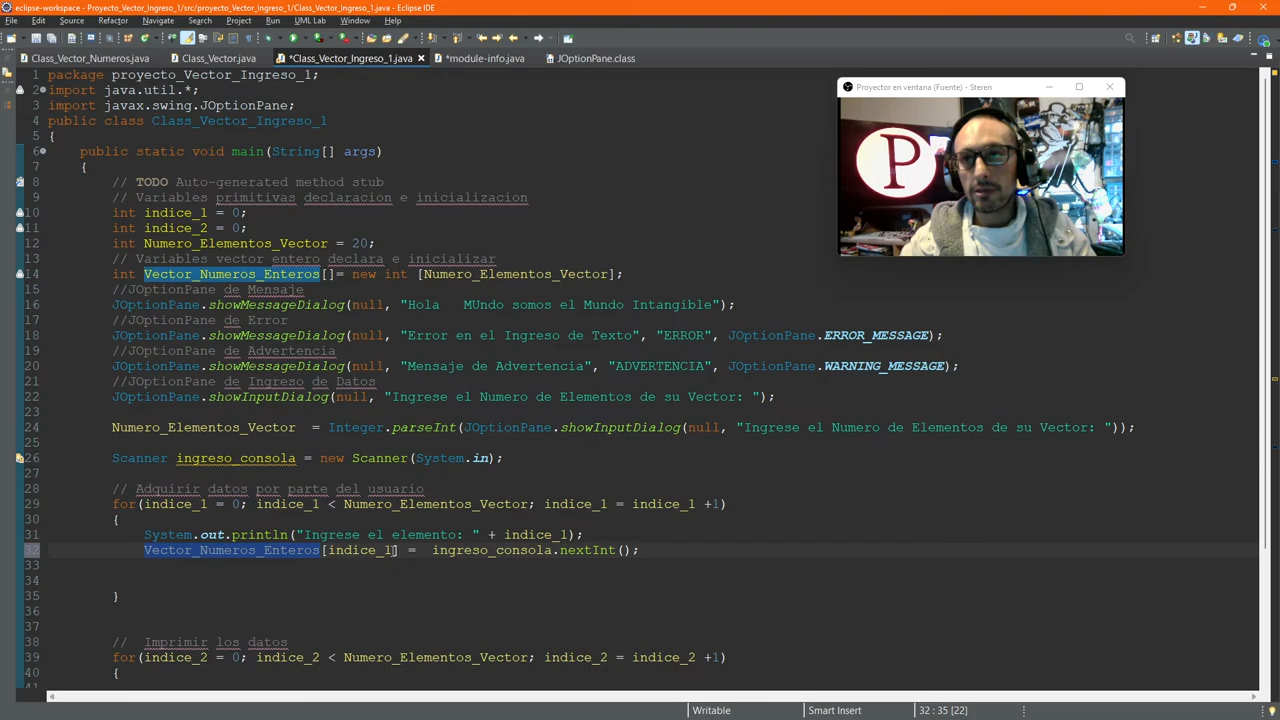 eclipse-workspace - Proyecto_Vector_Ingreso_1/src/proyecto_Vector_Ingreso_1/Class_Vector_Ingreso_1.java - Eclipse IDE
File Edit Source Refactor Navigate Search Project Run UML Lab Window Help
Class_Vector_Numeros.java Class_Vector.java *Class_Vector_Ingreso_1.java *module-info.java JOptionPane.class
1 package proyecto_Vector_Ingreso_1;
2 import java.util.*;
3 import javax.swing.JOptionPane;
4 public class Class_Vector_Ingreso_1
5 {
6 public static void main(String[] args)
7 {
8 // TODO Auto-generated method stub
9 // Variables primitivas declaracion e inicializacion
10 int indice_1 = 0;
11 int indice_2 = 0;
12 int Numero_Elementos_Vector = 20;
13 // Variables vector entero declara e inicializar
14 int Vector_Numeros_Enteros[]= new int [Numero_Elementos_Vector];
15 //JOptionPane de Mensaje
16 JOptionPane.showMessageDialog(null, "Hola   MUndo somos el Mundo Intangible");
17 //JOptionPane de Error
18 JOptionPane.showMessageDialog(null, "Error en el Ingreso de Texto", "ERROR", JOptionPane.ERROR_MESSAGE);
19 //JOptionPane de Advertencia
20 JOptionPane.showMessageDialog(null, "Mensaje de Advertencia", "ADVERTENCIA", JOptionPane.WARNING_MESSAGE);
21 //JOptionPane de Ingreso de Datos
22 JOptionPane.showInputDialog(null, "Ingrese el Numero de Elementos de su Vector: ");
23
24 Numero_Elementos_Vector  = Integer.parseInt(JOptionPane.showInputDialog(null, "Ingrese el Numero de Elementos de su Vector: "));
25
26 Scanner ingreso_consola = new Scanner(System.in);
27
28 // Adquirir datos por parte del usuario
29 for(indice_1 = 0; indice_1 < Numero_Elementos_Vector; indice_1 = indice_1 +1)
30 {
31 System.out.println("Ingrese el elemento: " + indice_1);
32 Vector_Numeros_Enteros[indice_1] =  ingreso_consola.nextInt();
33
34
35 }
36
37
38 //  Imprimir los datos
39 for(indice_2 = 0; indice_2 < Numero_Elementos_Vector; indice_2 = indice_2 +1)
40 {
41
Proyector en ventana (Fuente) - Steren
P
Writable Smart Insert 32 : 35 [22]